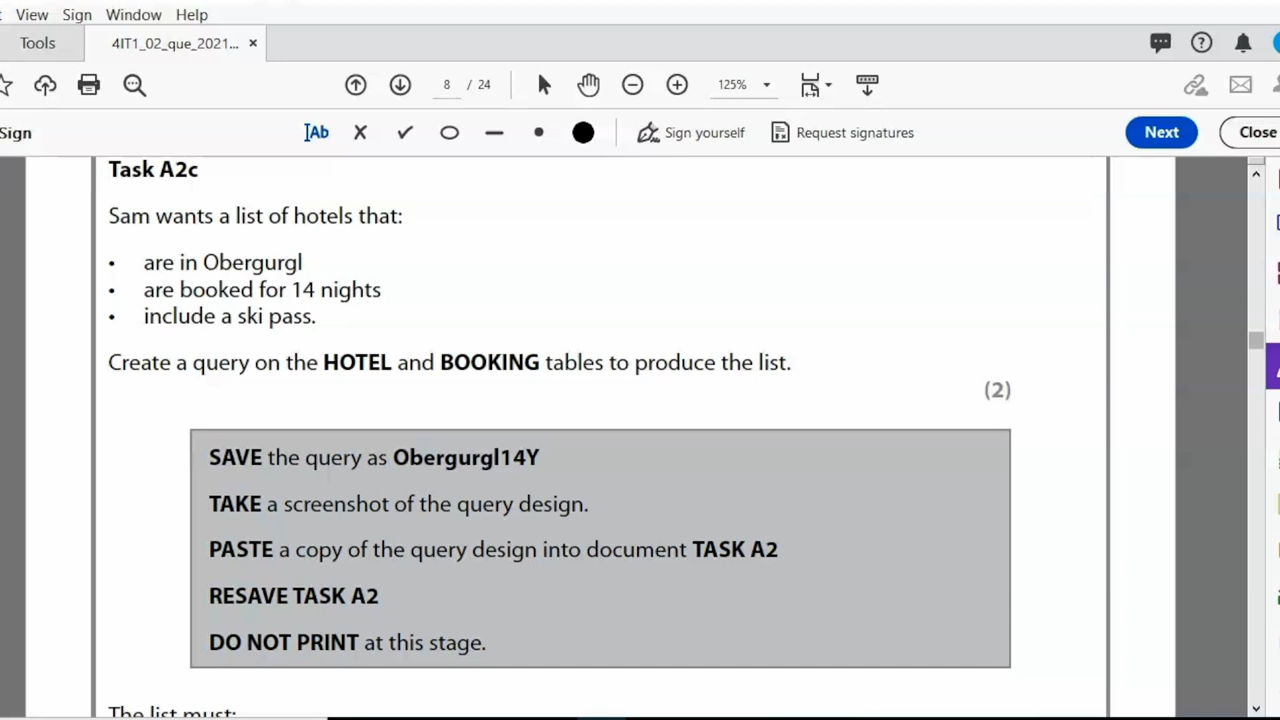 View Sign Window Help
Tools 4IT1_02_que_2021... ×
8 / 24 125%
Sign Ab Sign yourself Request signatures Next Close
Task A2c
Sam wants a list of hotels that:
• are in Obergurgl
• are booked for 14 nights
• include a ski pass.
Create a query on the HOTEL and BOOKING tables to produce the list.
(2)
SAVE the query as Obergurgl14Y
TAKE a screenshot of the query design.
PASTE a copy of the query design into document TASK A2
RESAVE TASK A2
DO NOT PRINT at this stage.
The list must: